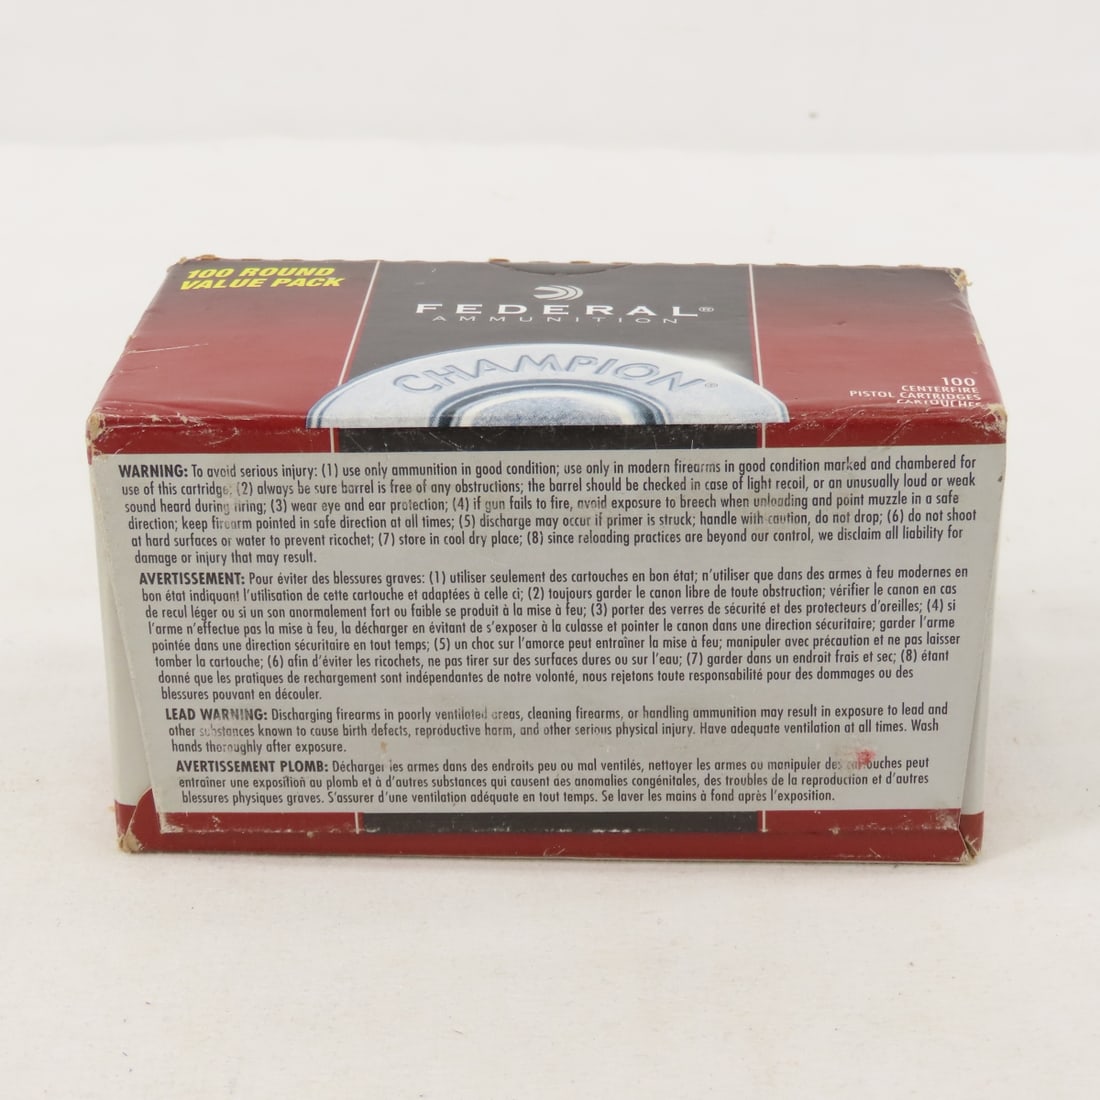 100 ROUND
VALUE PACK
FEDERAL®
AMMUNITION
CHAMPION®
100
CENTERFIRE
PISTOL CARTRIDGES
CARTOUCHES
WARNING: To avoid serious injury: (1) use only ammunition in good condition; use only in modern firearms in good condition marked and chambered for
use of this cartridge; (2) always be sure barrel is free of any obstructions; the barrel should be checked in case of light recoil, or an unusually loud or weak
sound heard during firing; (3) wear eye and ear protection; (4) if gun fails to fire, avoid exposure to breech when unloading and point muzzle in a safe
direction; keep firearm pointed in safe direction at all times; (5) discharge may occur if primer is struck; handle with caution, do not drop; (6) do not shoot
at hard surfaces or water to prevent ricochet; (7) store in cool dry place; (8) since reloading practices are beyond our control, we disclaim all liability for
damage or injury that may result.
AVERTISSEMENT: Pour éviter des blessures graves: (1) utiliser seulement des cartouches en bon état; n'utiliser que dans des armes à feu modernes en
bon état indiquant l'utilisation de cette cartouche et adaptées à celle ci; (2) toujours garder le canon libre de toute obstruction; vérifier le canon en cas
de recul léger ou si un son anormalement fort ou faible se produit à la mise à feu; (3) porter des verres de sécurité et des protecteurs d'oreilles; (4) si
l'arme n'effectue pas la mise à feu, la décharger en évitant de s'exposer à la culasse et pointer le canon dans une direction sécuritaire; garder l'arme
pointée dans une direction sécuritaire en tout temps; (5) un choc sur l'amorce peut entraîner la mise à feu; manipuler avec précaution et ne pas laisser
tomber la cartouche; (6) afin d'éviter les ricochets, ne pas tirer sur des surfaces dures ou sur l'eau; (7) garder dans un endroit frais et sec; (8) étant
donné que les pratiques de rechargement sont indépendantes de notre volonté, nous rejetons toute responsabilité pour des dommages ou des
blessures pouvant en découler.
LEAD WARNING: Discharging firearms in poorly ventilated areas, cleaning firearms, or handling ammunition may result in exposure to lead and
other substances known to cause birth defects, reproductive harm, and other serious physical injury. Have adequate ventilation at all times. Wash
hands thoroughly after exposure.
AVERTISSEMENT PLOMB: Décharger les armes dans des endroits peu ou mal ventilés, nettoyer les armes ou manipuler des cartouches peut
entraîner une exposition au plomb et à d'autres substances qui causent des anomalies congénitales, des troubles de la reproduction et d'autres
blessures physiques graves. S'assurer d'une ventilation adéquate en tout temps. Se laver les mains à fond après l'exposition.